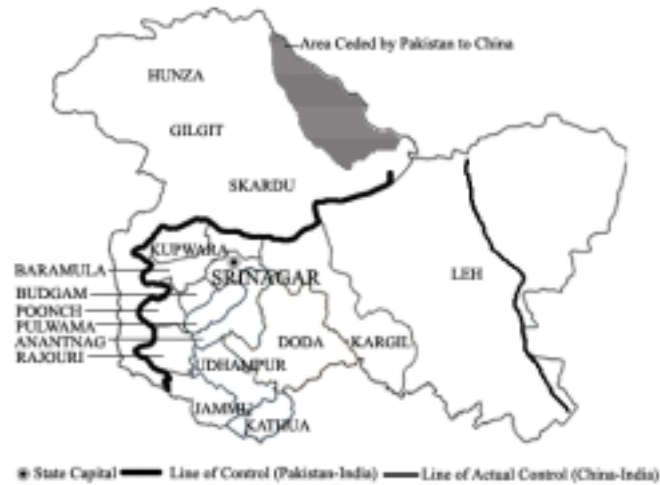 Area Ceded by Pakistan to China
HUNZA
GILGIT
SKARDU
KUPWARA
BARAMULA
SRINAGAR
LEH
BUDGAM
POONCH
PULWAMA
ANANTNAG
DODA
KARGIL
RAJOURI
UDHAMPUR
JAMMU
KATHUA
State Capital Line of Control (Pakistan-India) Line of Actual Control (China-India)